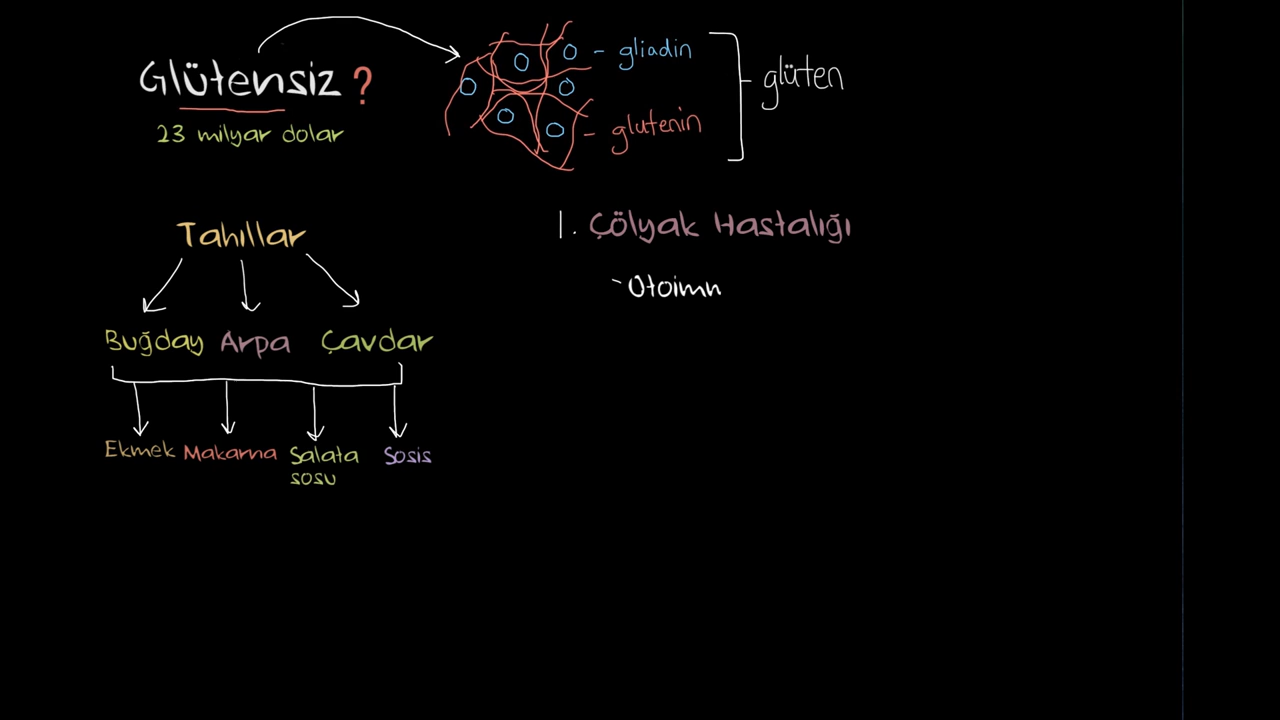 Glütensiz ?
23 milyar dolar
- gliadin
- glutenin
glüten
Tahıllar
Buğday Arpa Çavdar
Ekmek Makarna Salata sosu Sosis
1. Çölyak Hastalığı
- Otoimn